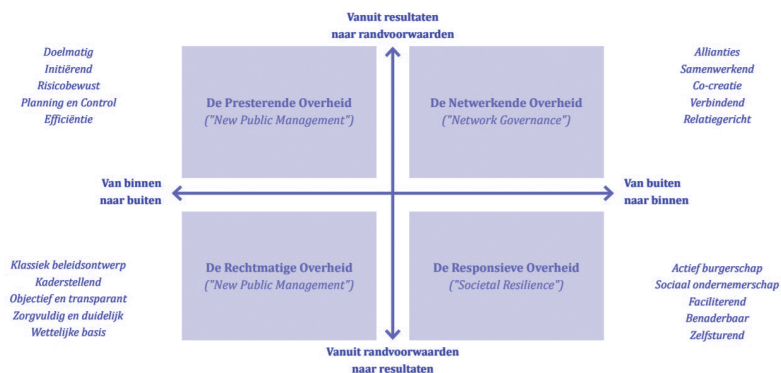 Vanuit resultaten
naar randvoorwaarden
Doelmatig
Initiërend
Risicobewust
Planning en Control
Efficiëntie
De Presterende Overheid
("New Public Management")
De Netwerkende Overheid
("Network Governance")
Allianties
Samenwerkend
Co-creatie
Verbindend
Relatiegericht
Van binnen
naar buiten
Van buiten
naar binnen
Klassiek beleidsontwerp
Kaderstellend
Objectief en transparant
Zorgvuldig en duidelijk
Wettelijke basis
De Rechtmatige Overheid
("New Public Management")
De Responsieve Overheid
("Societal Resilience")
Actief burgerschap
Sociaal ondernemerschap
Faciliterend
Benaderbaar
Zelfsturend
Vanuit randvoorwaarden
naar resultaten